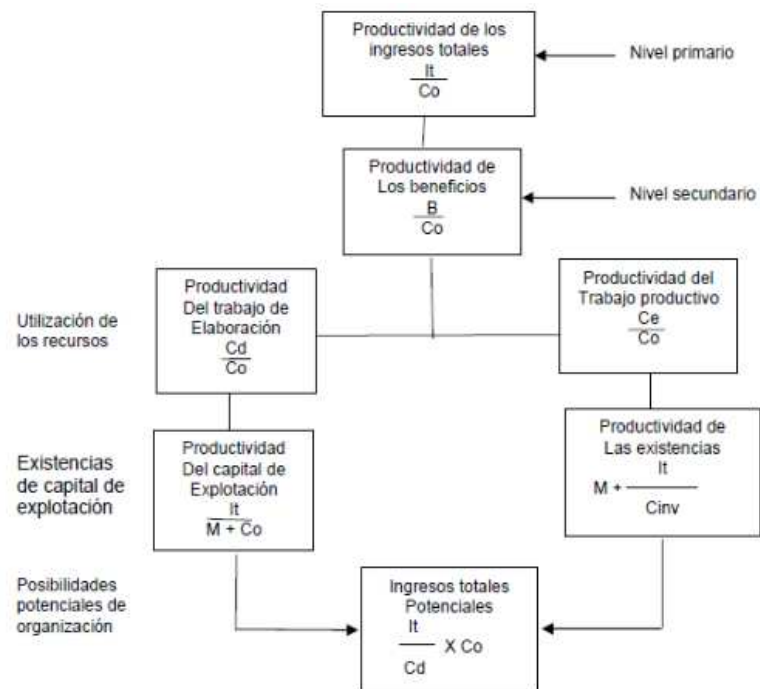 Productividad de los
ingresos totales
It
Co
Nivel primario
Productividad de
Los beneficios
B
Co
Nivel secundario
Utilización de
los recursos
Productividad
Del trabajo de
Elaboración
Cd
Co
Productividad del
Trabajo productivo
Ce
Co
Existencias
de capital de
explotación
Productividad
Del capital de
Explotación
It
M + Co
Productividad de
Las existencias
It
M +
Cinv
Posibilidades
potenciales de
organización
Ingresos totales
Potenciales
It
X Co
Cd